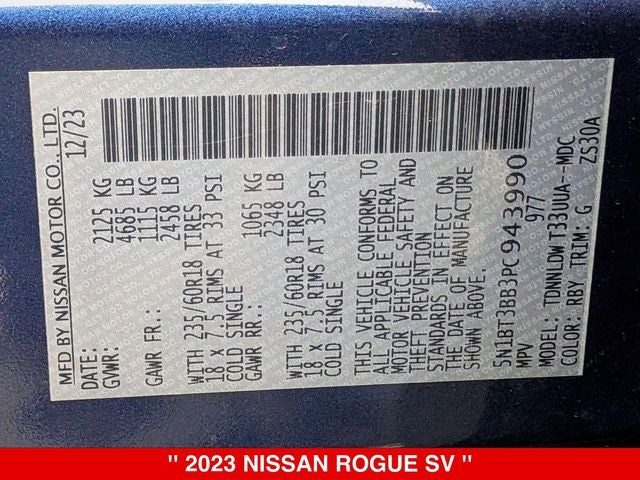 MFD BY NISSAN MOTOR CO., LTD.
DATE: 12/23
GVWR: 2125 KG
4685 LB
GAWR FR.: 1115 KG
2458 LB
WITH 235/60R18 TIRES
18 x 7.5 RIMS AT 33 PSI
COLD SINGLE
GAWR RR.: 1065 KG
2348 LB
WITH 235/60R18 TIRES
18 x 7.5 RIMS AT 30 PSI
COLD SINGLE
THIS VEHICLE CONFORMS TO
ALL APPLICABLE FEDERAL
MOTOR VEHICLE SAFETY AND
THEFT PREVENTION
STANDARDS IN EFFECT ON
THE DATE OF MANUFACTURE
SHOWN ABOVE.
5N1BT3BB3PC943990
MPV 977
MODEL: TDNNLDW T33UUA--MDC
COLOR: RBY TRIM: G ZS30A
" 2023 NISSAN ROGUE SV "